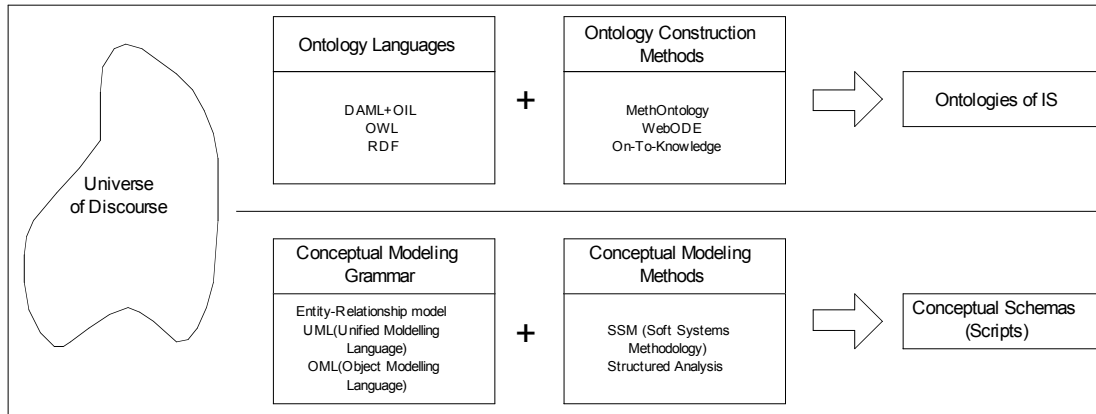 Universe
of Discourse
Ontology Languages
DAML+OIL
OWL
RDF
+
Ontology Construction
Methods
MethOntology
WebODE
On-To-Knowledge
Ontologies of IS
Conceptual Modeling
Grammar
Entity-Relationship model
UML(Unified Moldelling
Language)
OML(Object Modelling
Language)
+
Conceptual Modeling
Methods
SSM (Soft Systems
Methodology)
Structured Analysis
Conceptual Schemas
(Scripts)